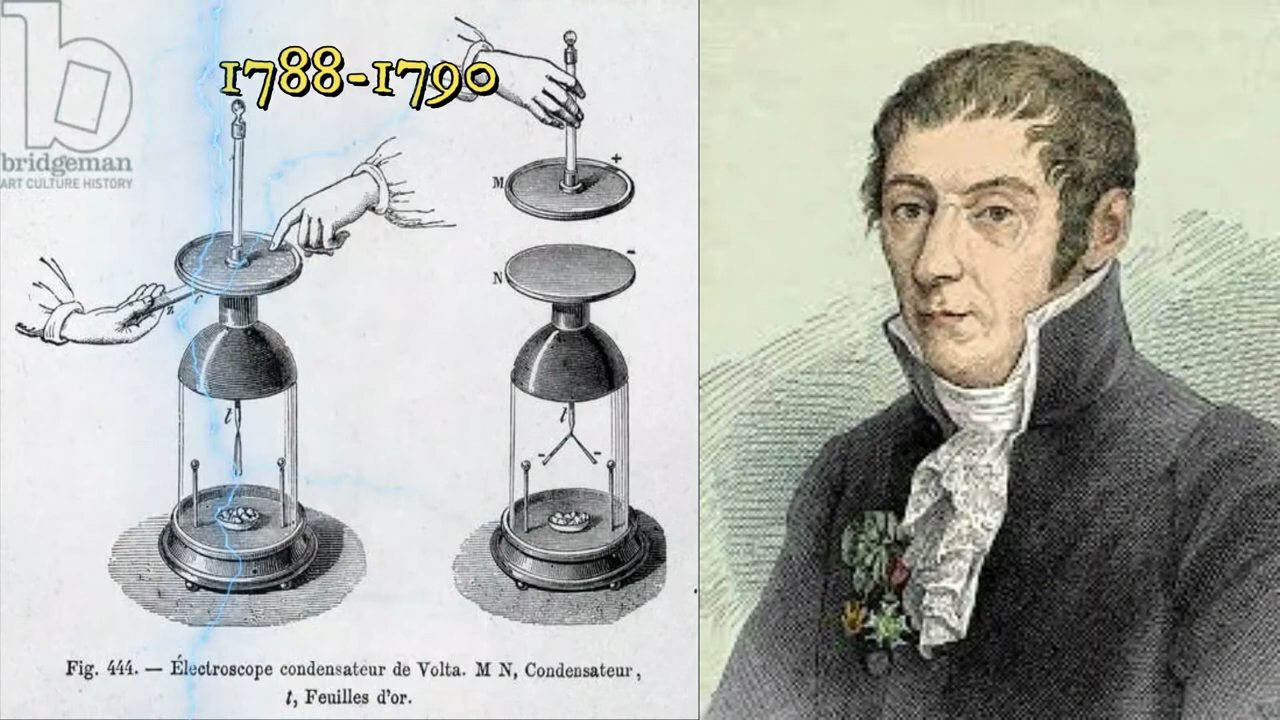 b
bridgeman
ART CULTURE HISTORY
1788-1790
M
+
N
-
c
z
l
l
-
-
Fig. 444. — Électroscope condensateur de Volta. M N, Condensateur,
l, Feuilles d'or.